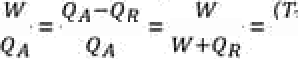 W/Q_A = (Q_A−Q_R)/Q_A = W/(W+Q_R) = (T